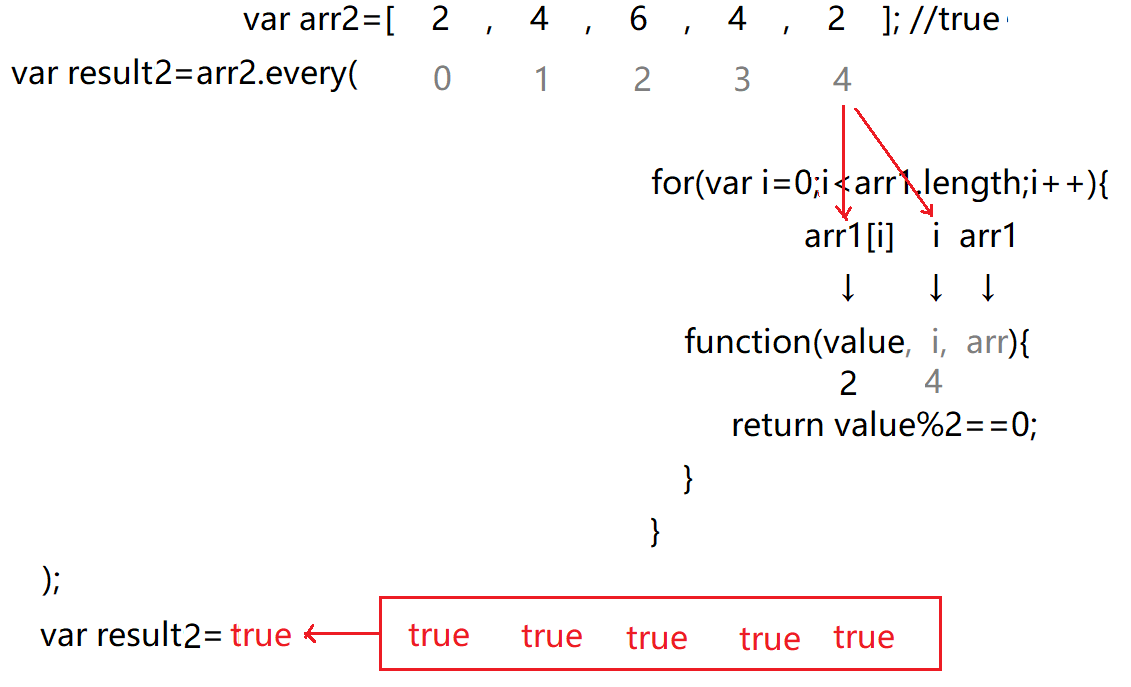 var arr2=[ 2 , 4 , 6 , 4 , 2 ]; //true
var result2=arr2.every( 0 1 2 3 4
for(var i=0;i<arr1.length;i++){
arr1[i] i arr1
↓ ↓ ↓
function(value, i, arr){
2 4
return value%2==0;
}
}
);
var result2= true true true true true true